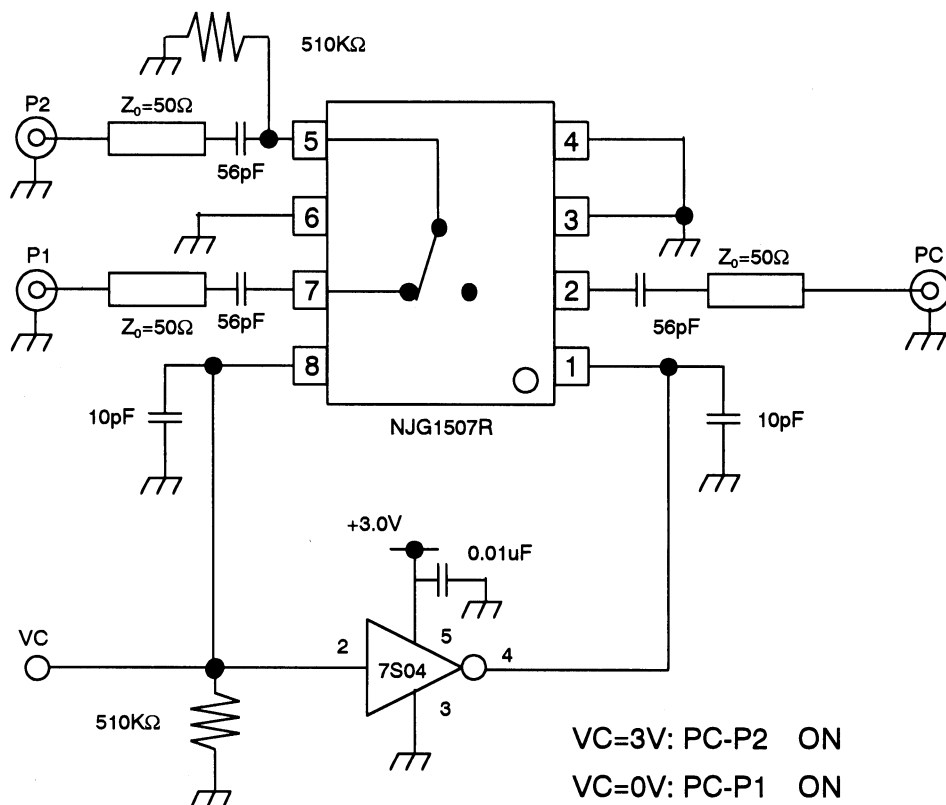 510KΩ
P2
Z₀=50Ω
56pF
5
4
6
3
P1
Z₀=50Ω
56pF
7
2
Z₀=50Ω
56pF
PC
8
1
10pF
10pF
NJG1507R
+3.0V
0.01uF
VC
2
7S04
5
4
3
510KΩ
VC=3V: PC-P2 ON
VC=0V: PC-P1 ON